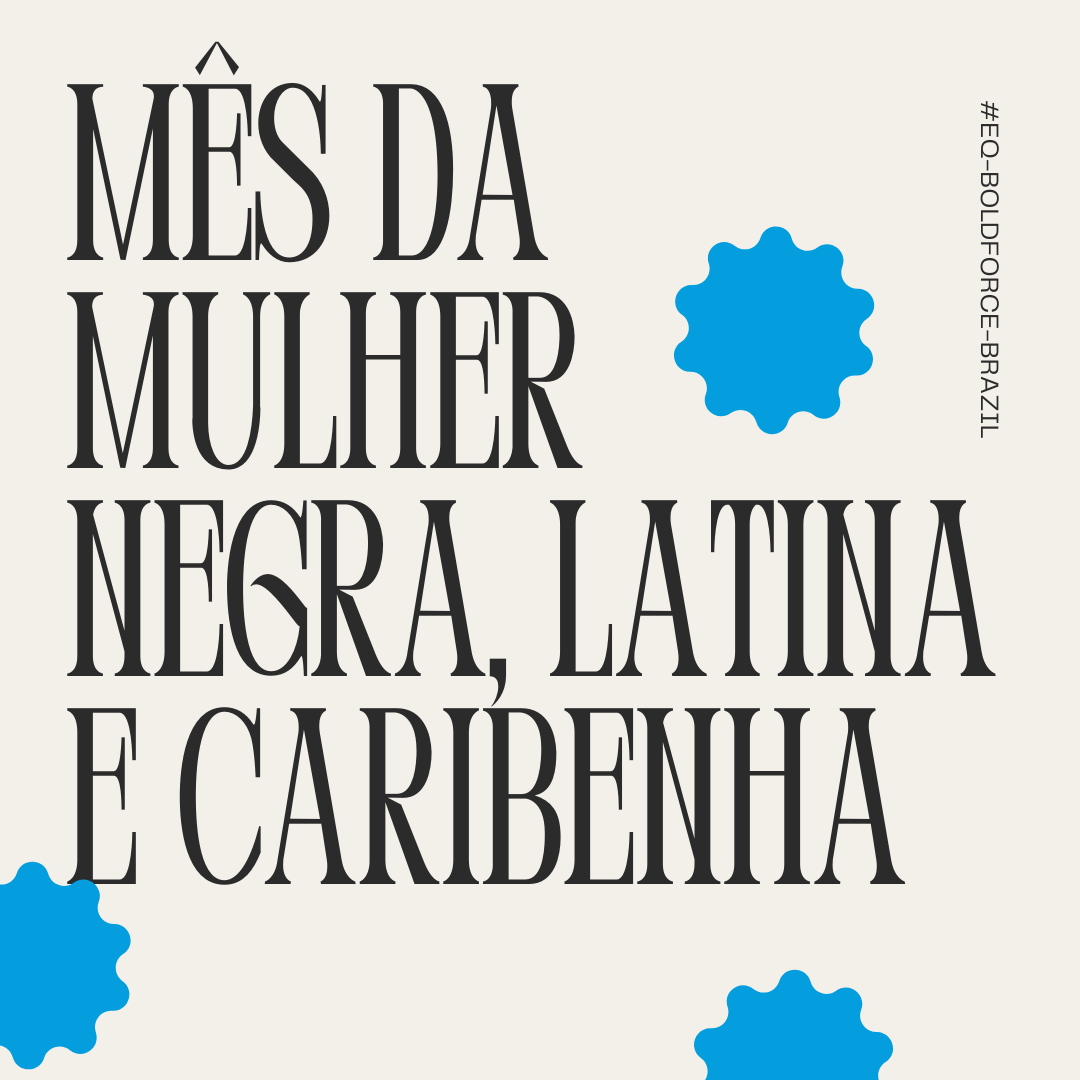 MÊS DA
MULHER
NEGRA, LATINA
E CARIBENHA
#EQ-BOLDFORCE-BRAZIL